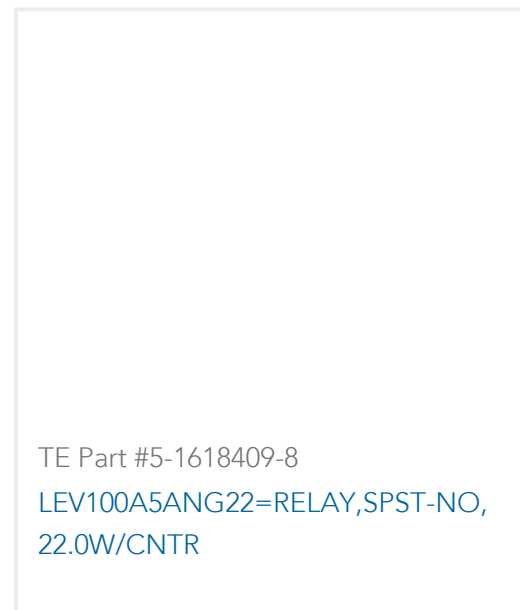 TE Part #5-1618409-8
LEV100A5ANG22=RELAY,SPST-NO,
22.0W/CNTR